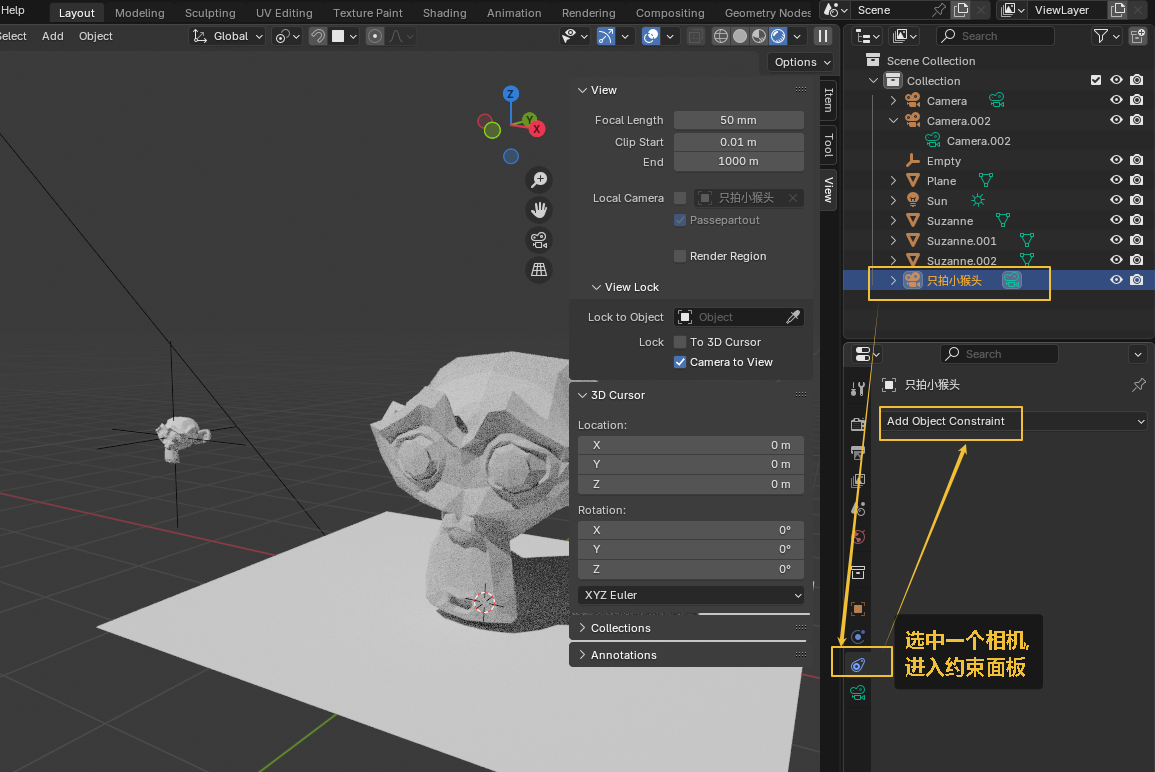 Help Layout Modeling Sculpting UV Editing Texture Paint Shading Animation Rendering Compositing Geometry Nodes Scene ViewLayer
Select Add Object Global Search
Options
Scene Collection
Collection
Camera
Camera.002
Camera.002
Empty
Plane
Sun
Suzanne
Suzanne.001
Suzanne.002
只拍小猴头
Z
Y
X
View
Focal Length 50 mm
Clip Start 0.01 m
End 1000 m
Local Camera 只拍小猴头
Passepartout
Render Region
View Lock
Lock to Object Object
Lock To 3D Cursor
Camera to View
3D Cursor
Location:
X 0 m
Y 0 m
Z 0 m
Rotation:
X 0°
Y 0°
Z 0°
XYZ Euler
Collections
Annotations
Item
Tool
View
Search
只拍小猴头
Add Object Constraint
选中一个相机,
进入约束面板